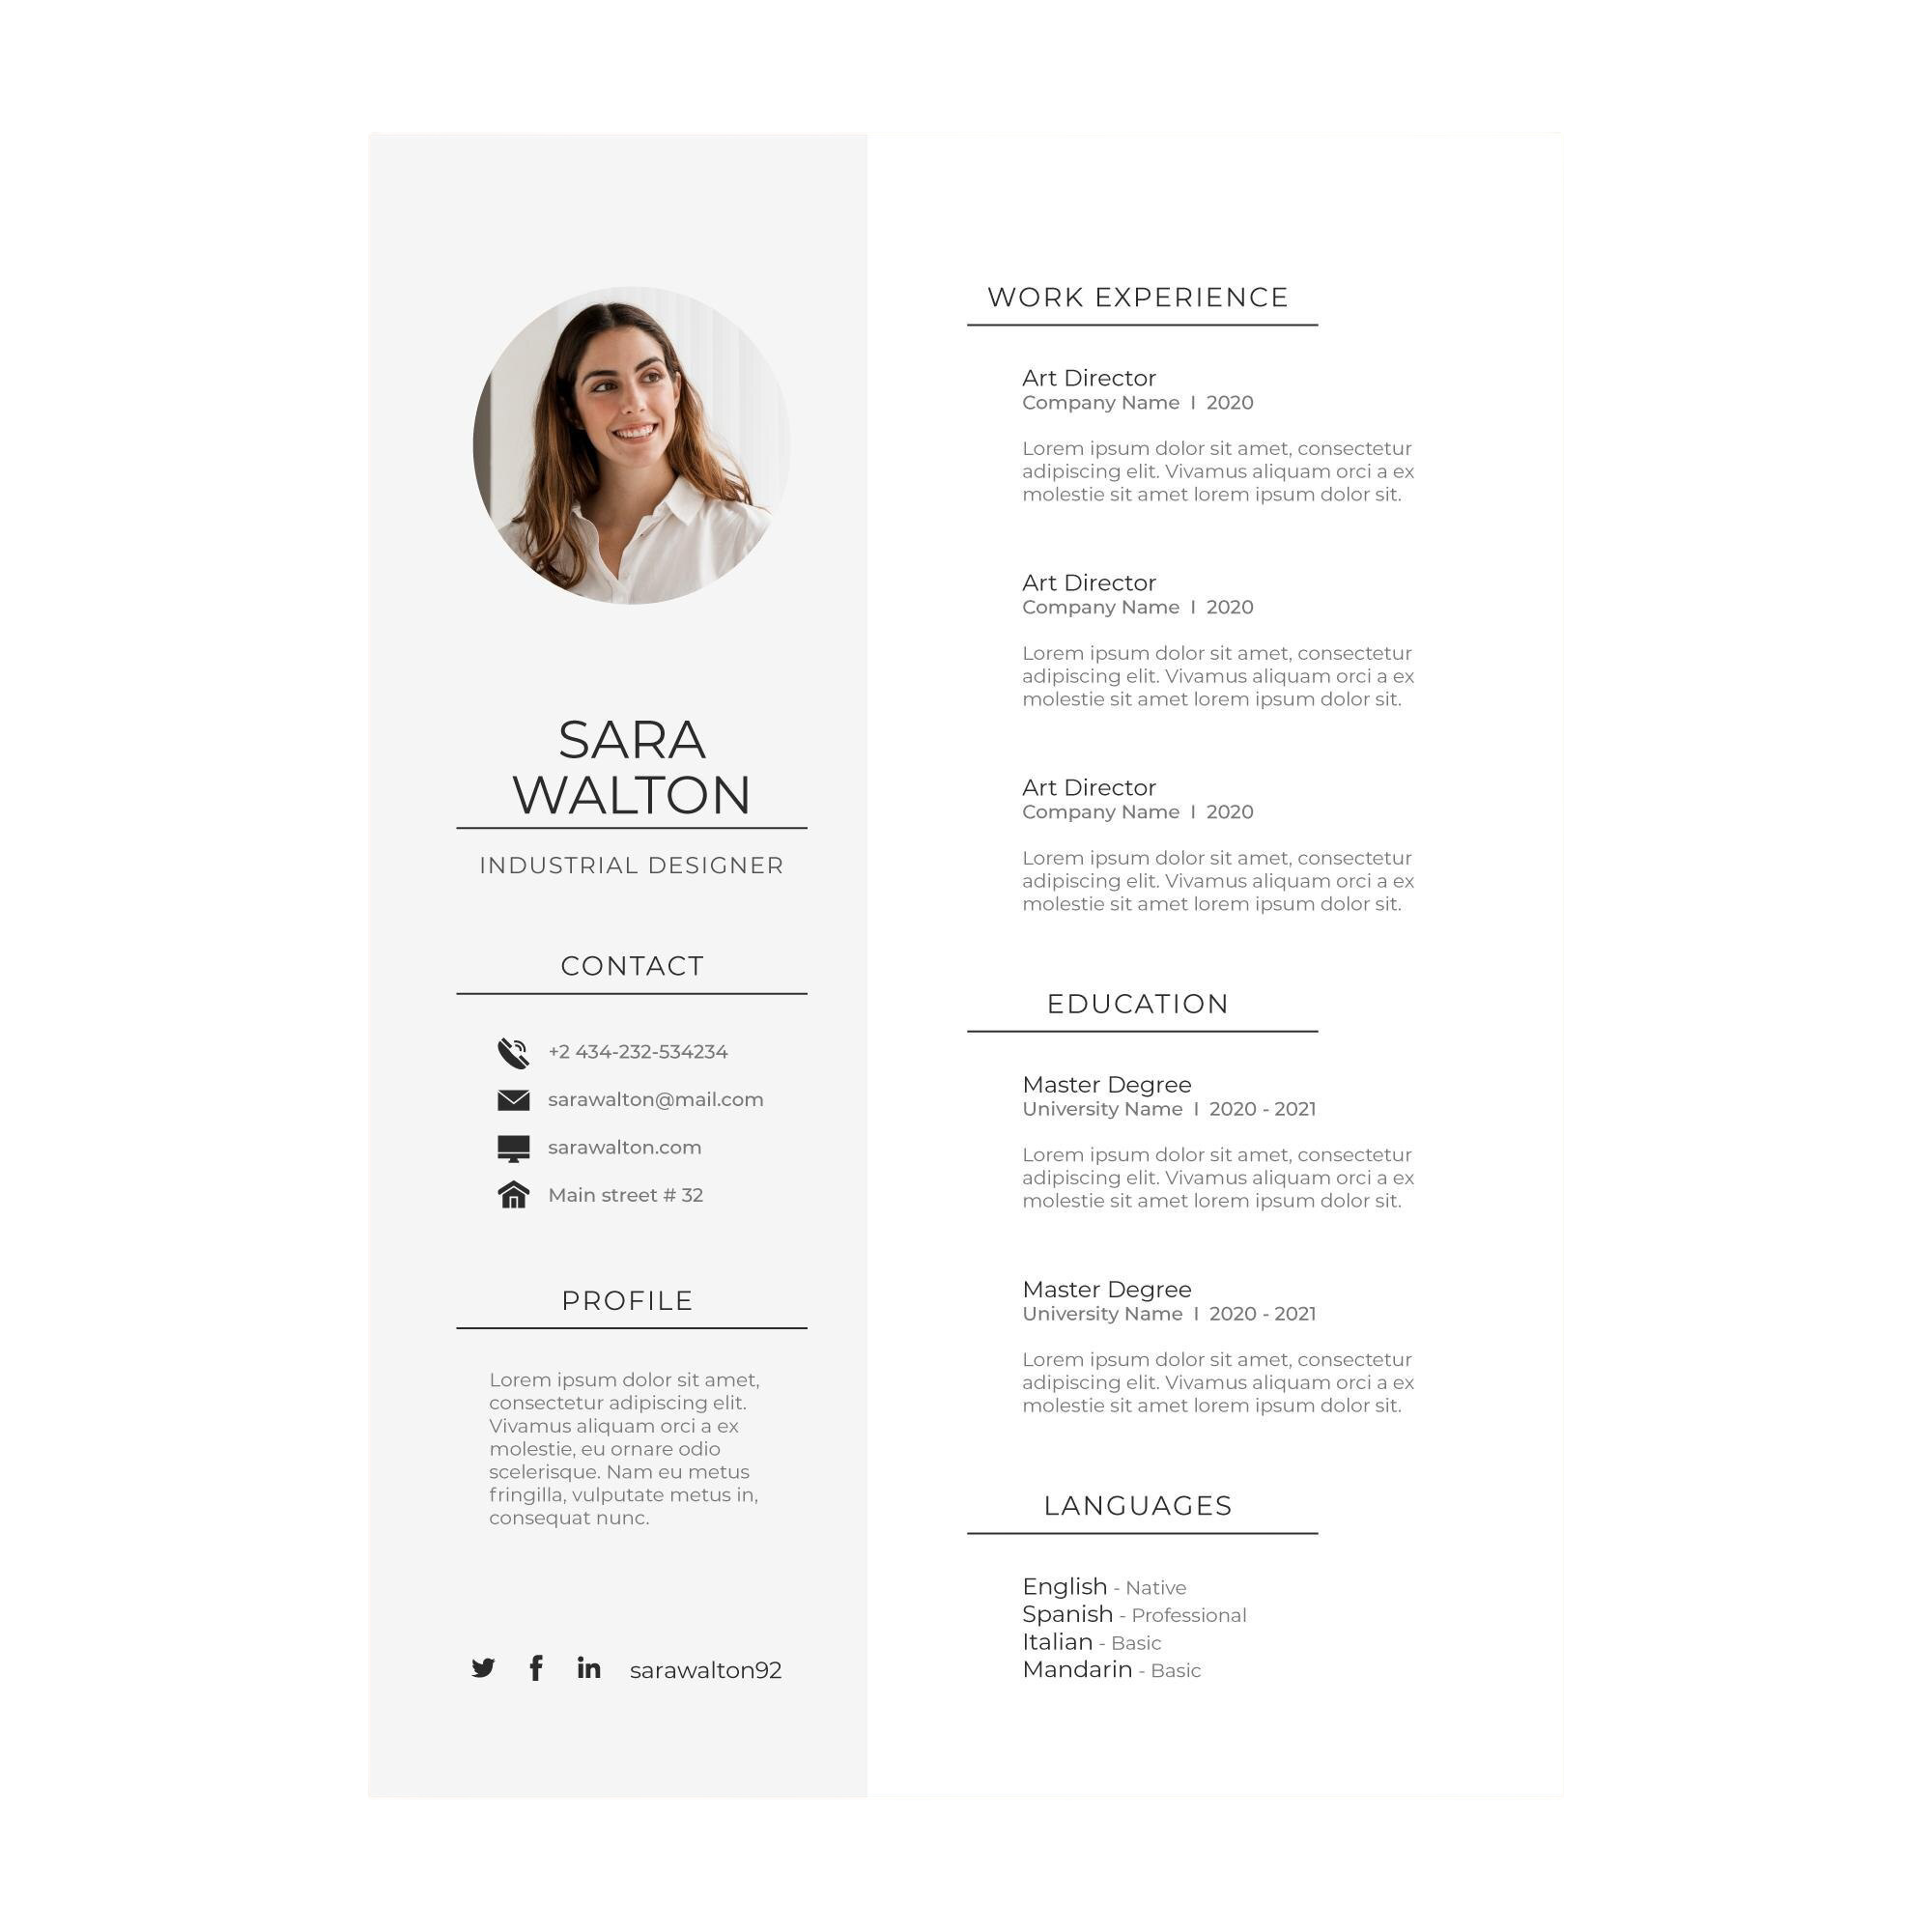 SARA
WALTON
INDUSTRIAL DESIGNER
CONTACT
+2 434-232-534234
sarawalton@mail.com
sarawalton.com
Main street # 32
PROFILE
Lorem ipsum dolor sit amet,
consectetur adipiscing elit.
Vivamus aliquam orci a ex
molestie, eu ornare odio
scelerisque. Nam eu metus
fringilla, vulputate metus in,
consequat nunc.
sarawalton92
WORK EXPERIENCE
Art Director
Company Name I 2020
Lorem ipsum dolor sit amet, consectetur
adipiscing elit. Vivamus aliquam orci a ex
molestie sit amet lorem ipsum dolor sit.
Art Director
Company Name I 2020
Lorem ipsum dolor sit amet, consectetur
adipiscing elit. Vivamus aliquam orci a ex
molestie sit amet lorem ipsum dolor sit.
Art Director
Company Name I 2020
Lorem ipsum dolor sit amet, consectetur
adipiscing elit. Vivamus aliquam orci a ex
molestie sit amet lorem ipsum dolor sit.
EDUCATION
Master Degree
University Name I 2020 - 2021
Lorem ipsum dolor sit amet, consectetur
adipiscing elit. Vivamus aliquam orci a ex
molestie sit amet lorem ipsum dolor sit.
Master Degree
University Name I 2020 - 2021
Lorem ipsum dolor sit amet, consectetur
adipiscing elit. Vivamus aliquam orci a ex
molestie sit amet lorem ipsum dolor sit.
LANGUAGES
English - Native
Spanish - Professional
Italian - Basic
Mandarin - Basic